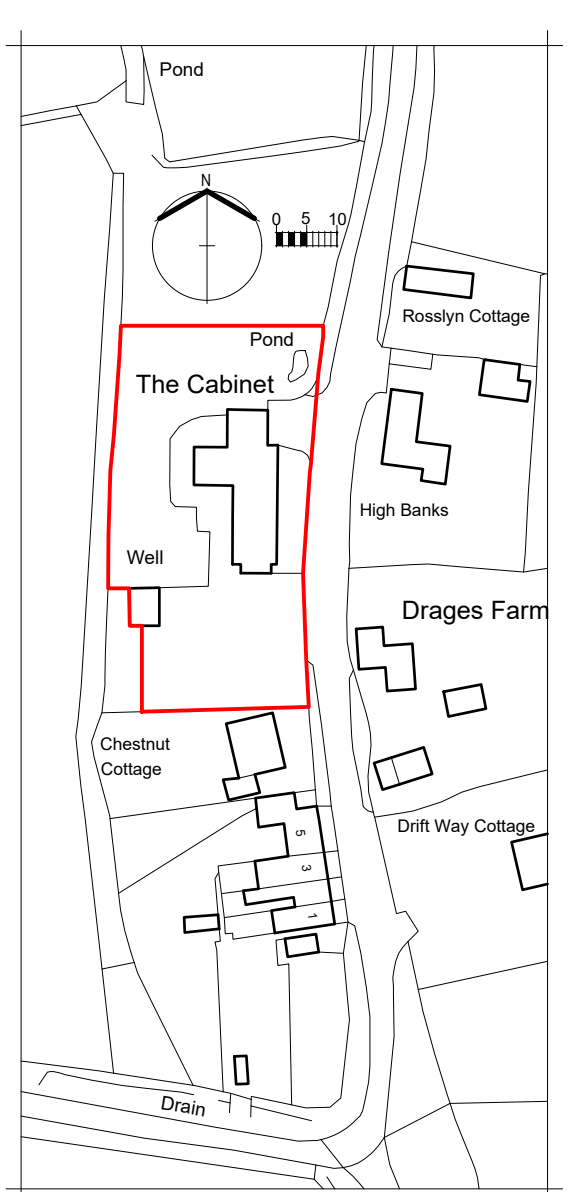 Pond
N
0 5 10
Rosslyn Cottage
Pond
The Cabinet
High Banks
Well
Drages Farm
Chestnut
Cottage
Drift Way Cottage
5
3
1
Drain